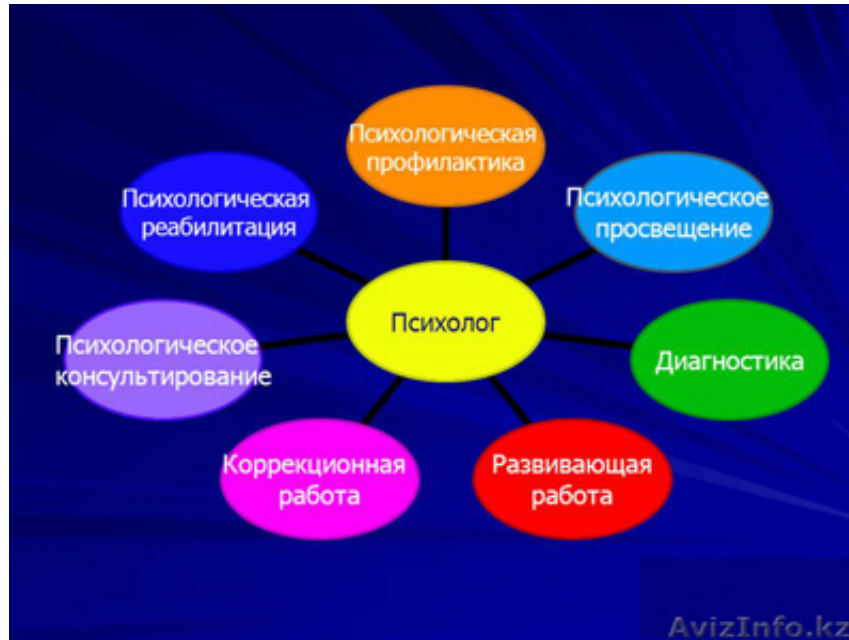 Психологическая
профилактика
Психологическая
реабилитация
Психологическое
просвещение
Психолог
Психологическое
консультирование
Диагностика
Коррекционная
работа
Развивающая
работа
AvizInfo.kz